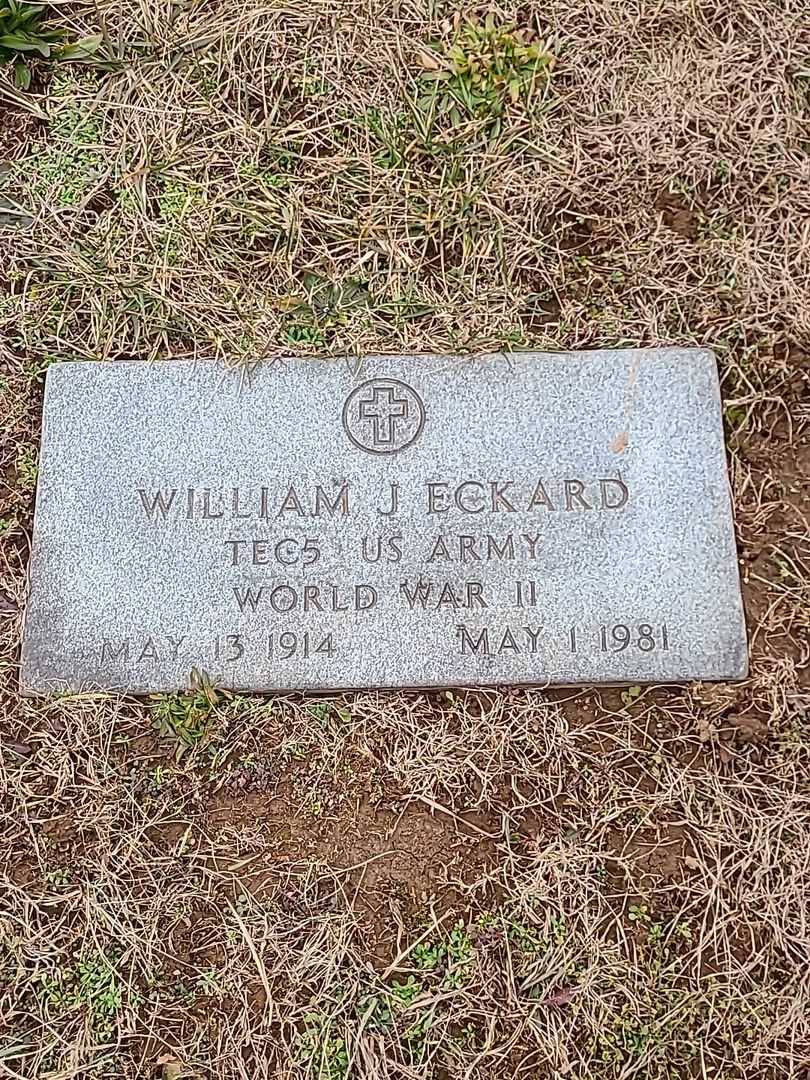 WILLIAM J ECKARD
TEC5 US ARMY
WORLD WAR II
MAY 13 1914 MAY 1 1981